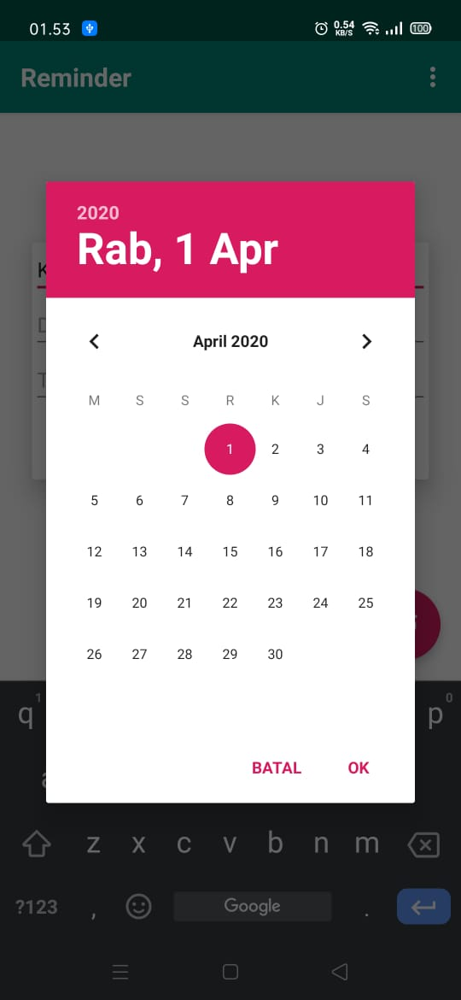 01.53 0.54 KB/S 100
Reminder
2020
Rab, 1 Apr
K
D
T
April 2020
M S S R K J S
1 2 3 4
5 6 7 8 9 10 11
12 13 14 15 16 17 18
19 20 21 22 23 24 25
26 27 28 29 30
BATAL OK
q 1 p 0
z x c v b n m
?123 , Google .